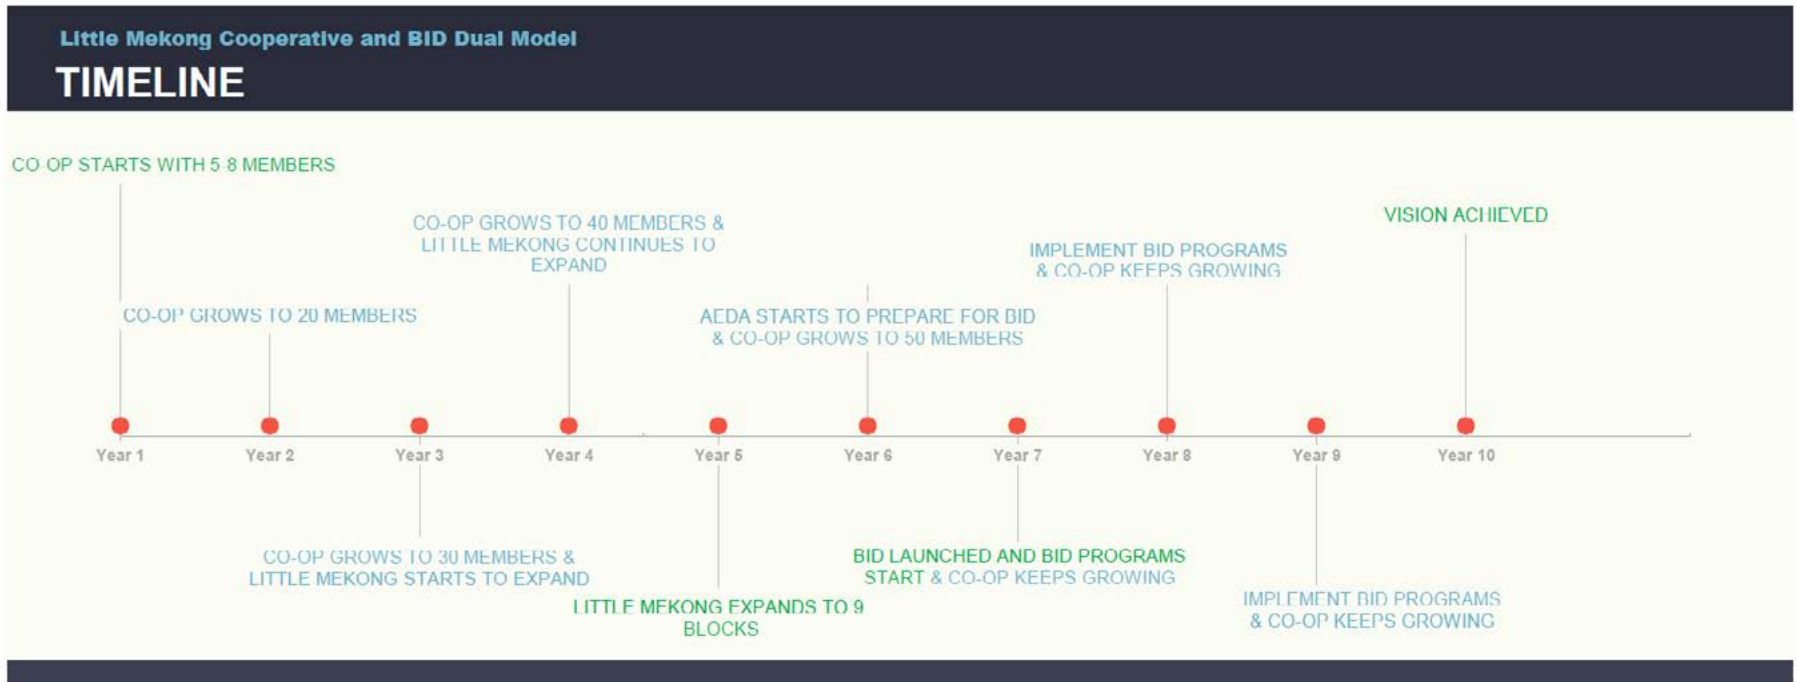 Little Mekong Cooperative and BID Dual Model
TIMELINE
CO-OP STARTS WITH 5-8 MEMBERS
CO-OP GROWS TO 40 MEMBERS &
LITTLE MEKONG CONTINUES TO
EXPAND
VISION ACHIEVED
IMPLEMENT BID PROGRAMS
& CO-OP KEEPS GROWING
CO-OP GROWS TO 20 MEMBERS
AEDA STARTS TO PREPARE FOR BID
& CO-OP GROWS TO 50 MEMBERS
Year 1
Year 2
Year 3
Year 4
Year 5
Year 6
Year 7
Year 8
Year 9
Year 10
CO-OP GROWS TO 30 MEMBERS &
LITTLE MEKONG STARTS TO EXPAND
LITTLE MEKONG EXPANDS TO 9
BLOCKS
BID LAUNCHED AND BID PROGRAMS
START & CO-OP KEEPS GROWING
IMPLEMENT BID PROGRAMS
& CO-OP KEEPS GROWING